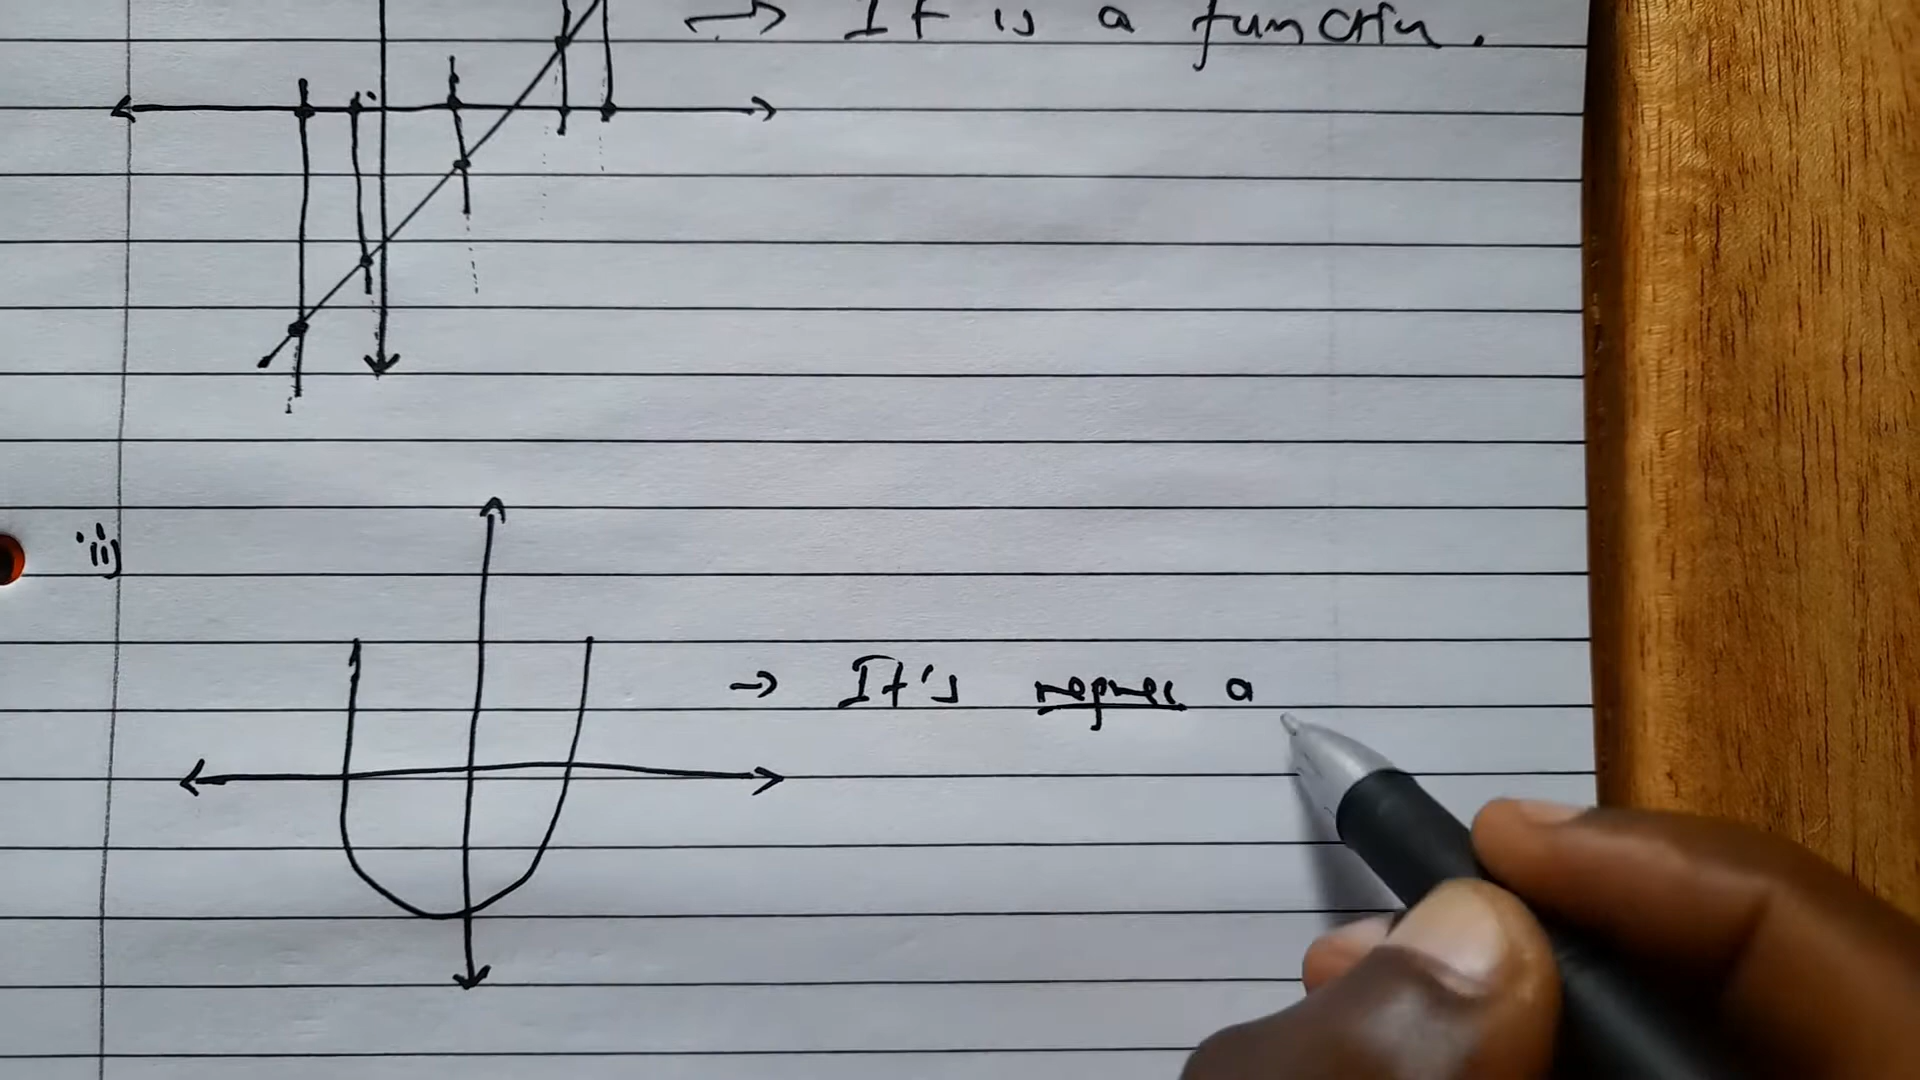 → It is a function.
ii)
→ It's a